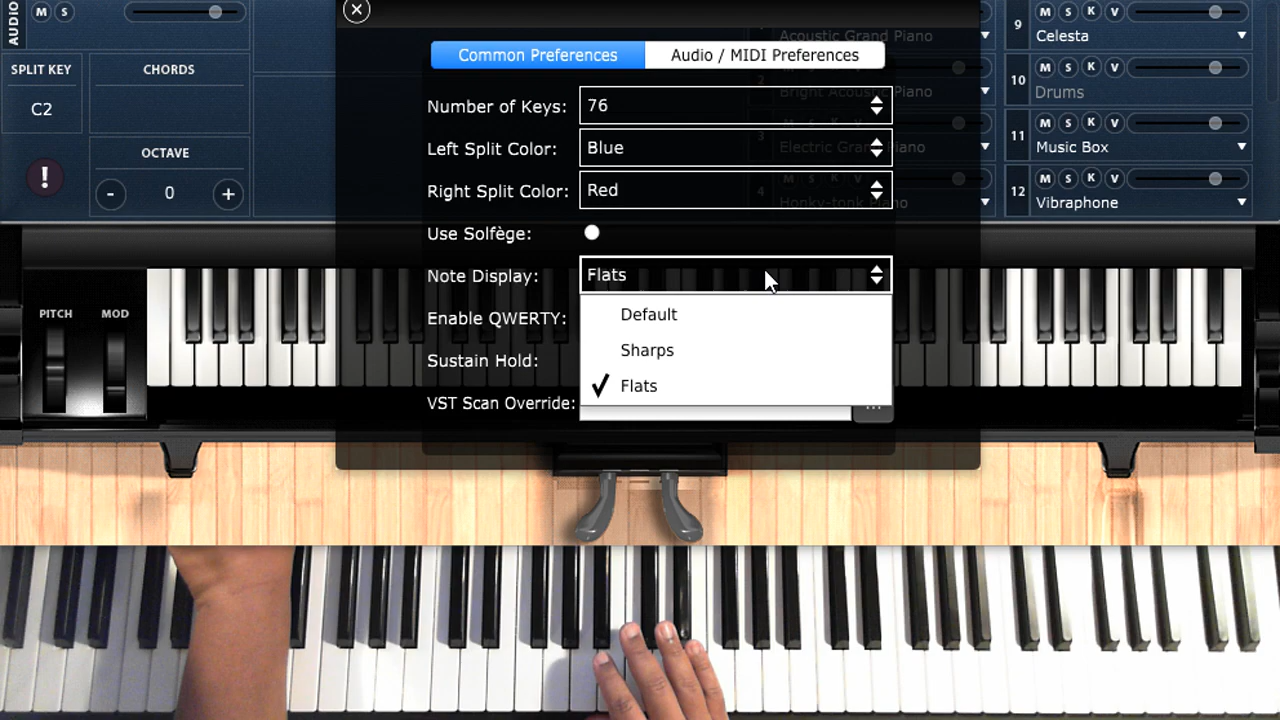 AUDiO
M S
SPLIT KEY
C2
CHORDS
OCTAVE
- 0 +
!
PITCH MOD
Common Preferences
Audio / MIDI Preferences
Number of Keys: 76
Left Split Color: Blue
Right Split Color: Red
Use Solfège:
Note Display: Flats
Default
Sharps
✓ Flats
Enable QWERTY:
Sustain Hold:
VST Scan Override: ...
Acoustic Grand Piano
2 M S K V
Bright Acoustic Piano
3 M S K V
Electric Grand Piano
4 M S K V
Honky-tonk Piano
9 M S K V
Celesta
10 M S K V
Drums
11 M S K V
Music Box
12 M S K V
Vibraphone